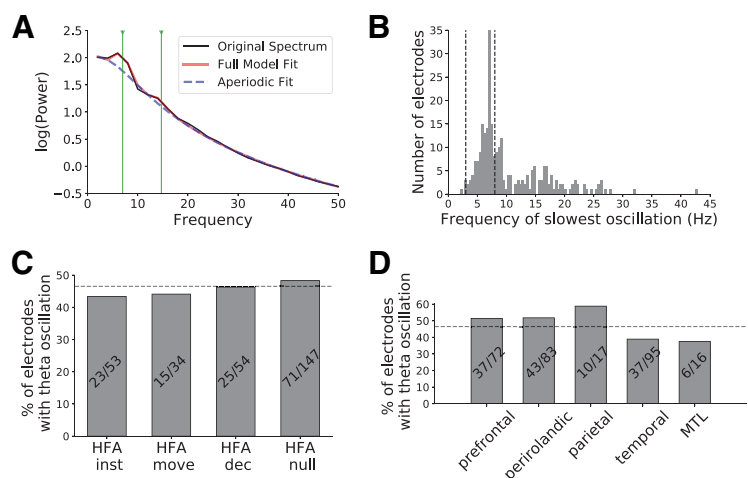 A
2.5
2.0
1.5
1.0
0.5
0.0
−0.5
log(Power)
0 10 20 30 40 50
Frequency
Original Spectrum
Full Model Fit
Aperiodic Fit
B
35
30
25
20
15
10
5
0
Number of electrodes
0 5 10 15 20 25 30 35 40 45
Frequency of slowest oscillation (Hz)
C
50
40
30
20
10
0
% of electrodes
with theta oscillation
23/53 15/34 25/54 71/147
HFA HFA HFA HFA
inst move dec null
D
60
50
40
30
20
10
0
% of electrodes
with theta oscillation
37/72 43/83 10/17 37/95 6/16
prefrontal perirolandic parietal temporal MTL